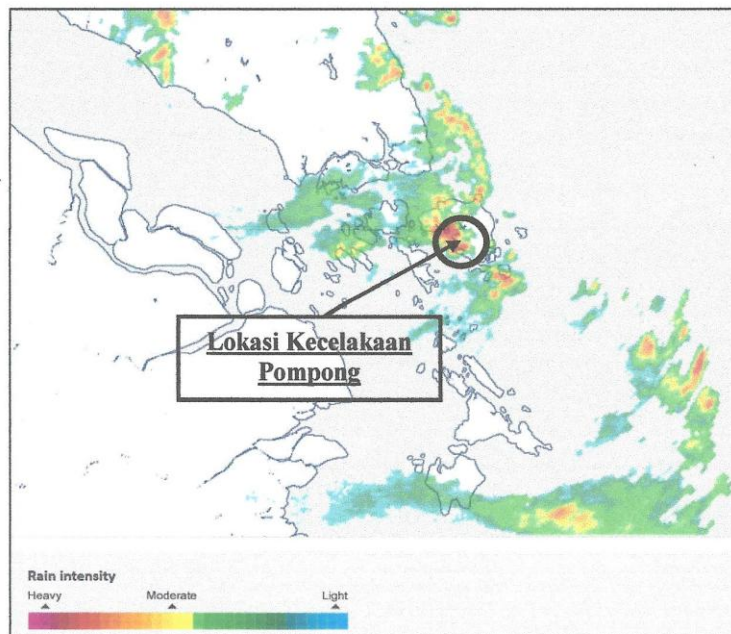 Lokasi Kecelakaan
Pompong
Rain intensity
Heavy Moderate Light